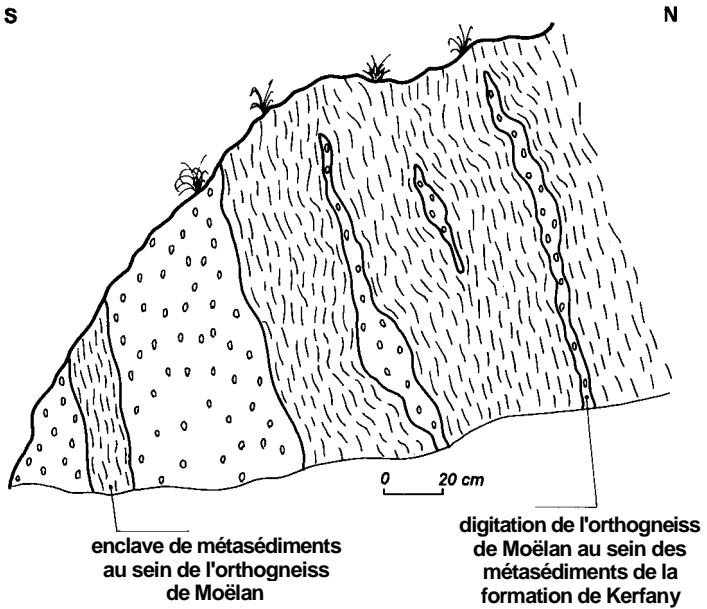 S
N
0 20 cm
enclave de métasédiments
au sein de l'orthogneiss
de Moëlan
digitation de l'orthogneiss
de Moëlan au sein des
métasédiments de la
formation de Kerfany